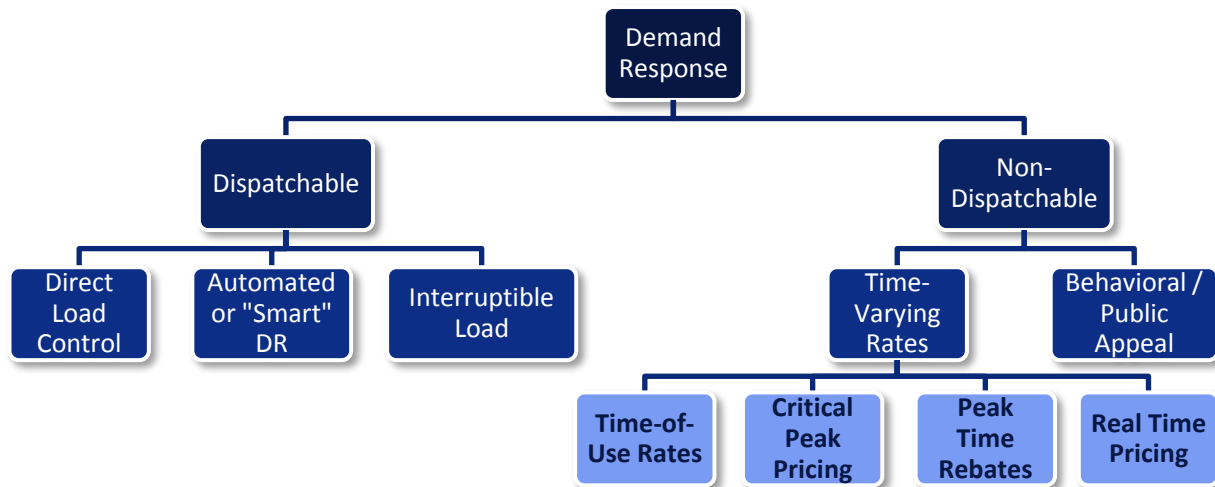 Demand
Response
Dispatchable
Non-
Dispatchable
Direct
Load
Control
Automated
or "Smart"
DR
Interruptible
Load
Time-
Varying
Rates
Behavioral /
Public
Appeal
Time-of-
Use Rates
Critical
Peak
Pricing
Peak
Time
Rebates
Real Time
Pricing